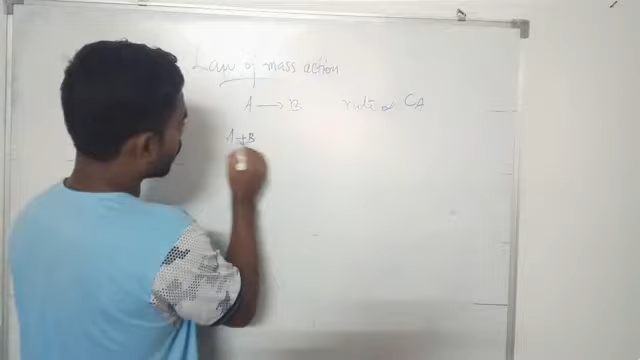 Law of mass action
A → B rate ∝ CA
A + B